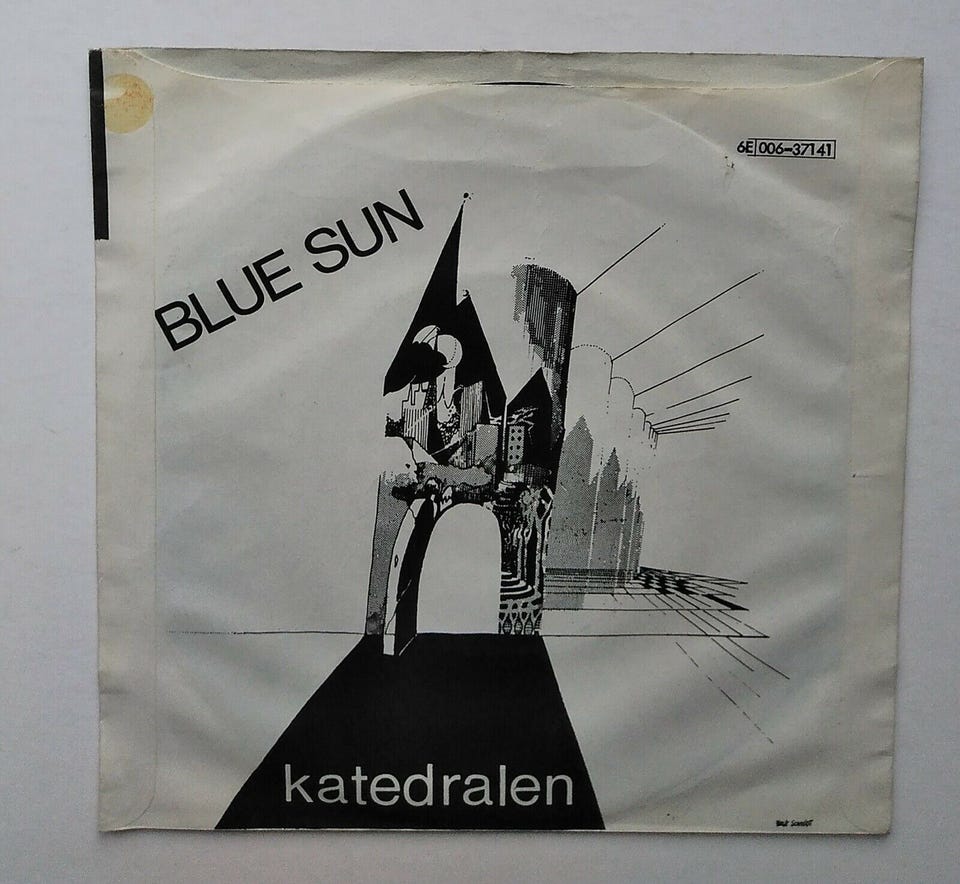 6E 006-37141
BLUE SUN
katedralen